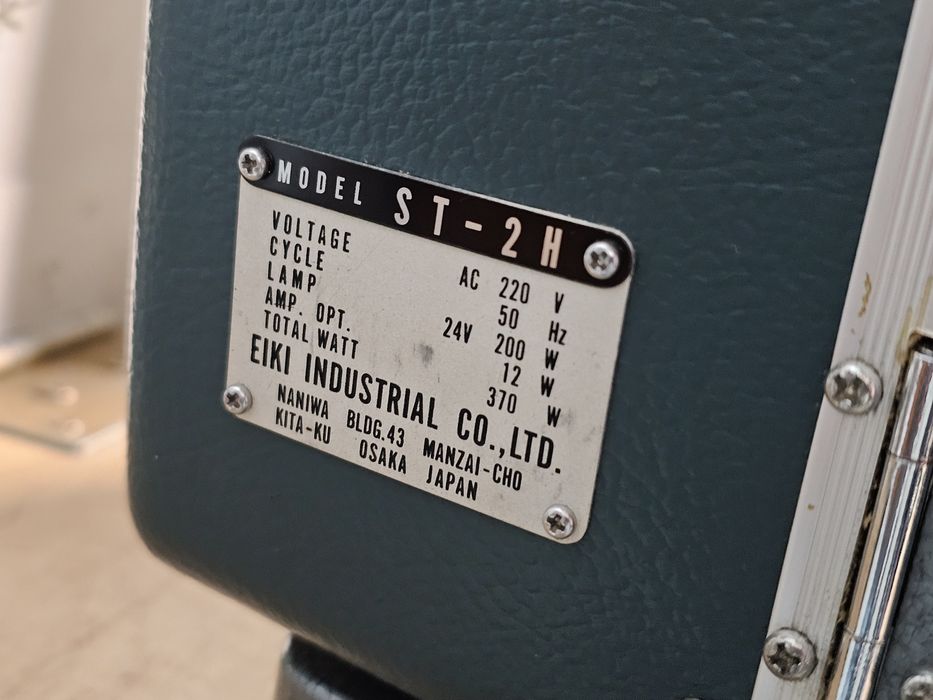 MODEL ST-2H
VOLTAGE AC 220 V
CYCLE 50 Hz
LAMP 24V 200 W
AMP. OPT. 12 W
TOTAL WATT 370 W
EIKI INDUSTRIAL CO.,LTD.
NANIWA BLDG.43 MANZAI-CHO
KITA-KU OSAKA JAPAN